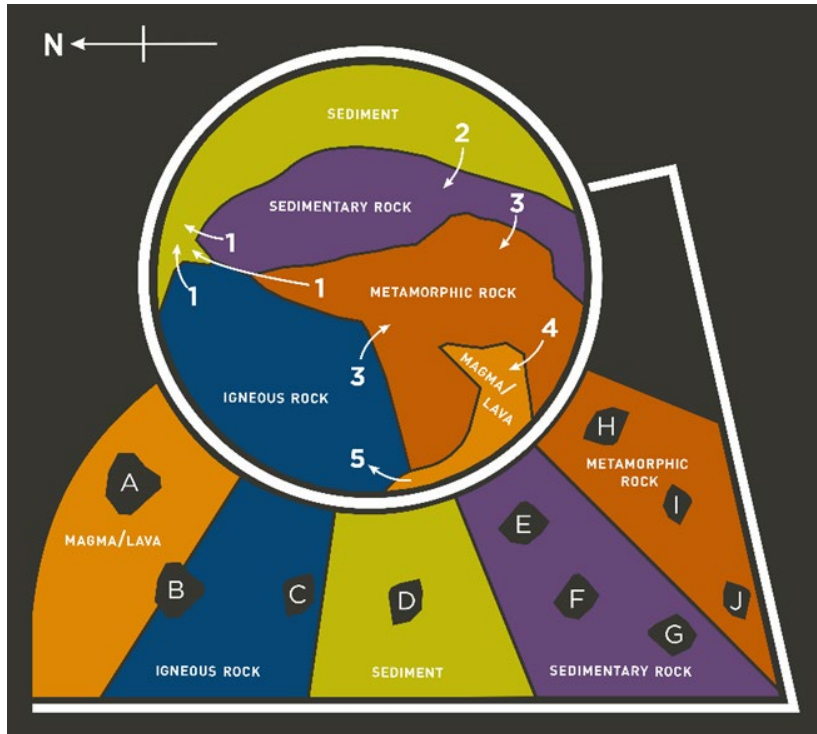 N
SEDIMENT
2
SEDIMENTARY ROCK
3
1
1
1
METAMORPHIC ROCK
4
3
MAGMA/
LAVA
IGNEOUS ROCK
5
A
MAGMA/LAVA
B
C
IGNEOUS ROCK
D
SEDIMENT
E
F
G
SEDIMENTARY ROCK
H
METAMORPHIC
ROCK
I
J